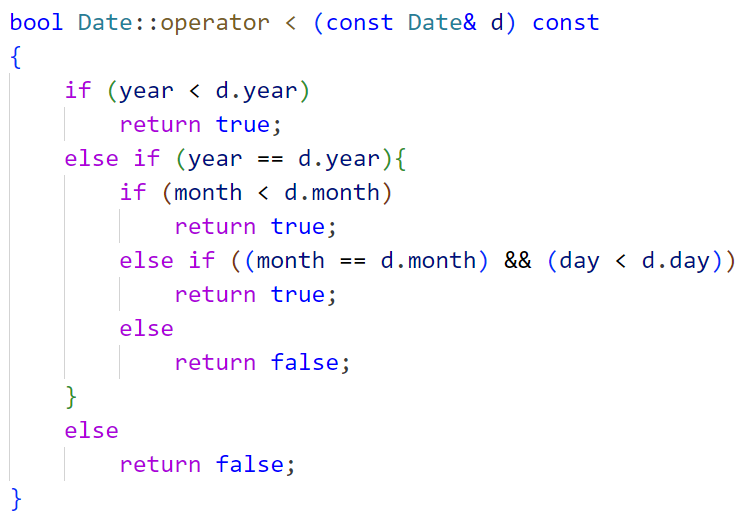 bool Date::operator < (const Date& d) const
{
    if (year < d.year)
        return true;
    else if (year == d.year){
        if (month < d.month)
            return true;
        else if ((month == d.month) && (day < d.day))
            return true;
        else
            return false;
    }
    else
        return false;
}